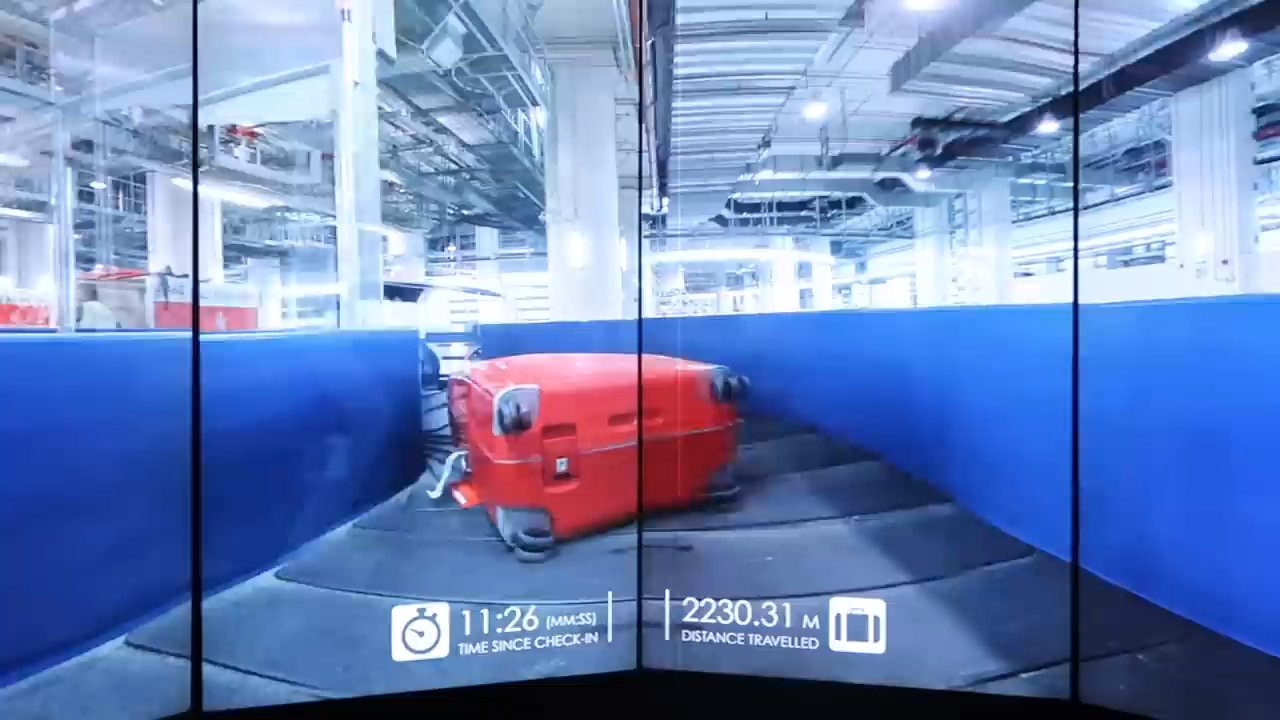 11:26 (MM:SS)
TIME SINCE CHECK-IN
2230.31 M
DISTANCE TRAVELLED